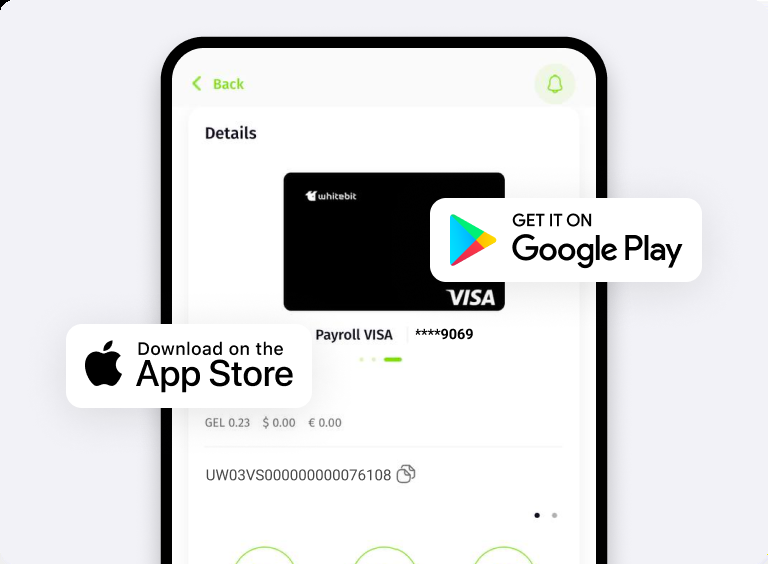 Back
Details
whitebit
GET IT ON
Google Play
VISA
Payroll VISA
****9069
Download on the
App Store
GEL 0.23 $ 0.00 € 0.00
UW03VS000000000076108